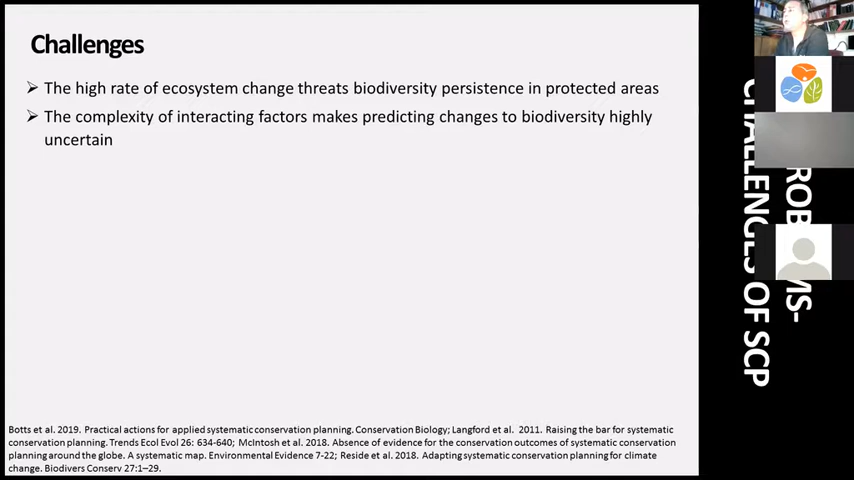 Challenges
➢ The high rate of ecosystem change threats biodiversity persistence in protected areas
➢ The complexity of interacting factors makes predicting changes to biodiversity highly
uncertain
Botts et al. 2019. Practical actions for applied systematic conservation planning. Conservation Biology; Langford et al. 2011. Raising the bar for systematic
conservation planning. Trends Ecol Evol 26: 634-640; McIntosh et al. 2018. Absence of evidence for the conservation outcomes of systematic conservation
planning around the globe. A systematic map. Environmental Evidence 7-22; Reside et al. 2018. Adapting systematic conservation planning for climate
change. Biodivers Conserv 27:1–29.
OF SCP